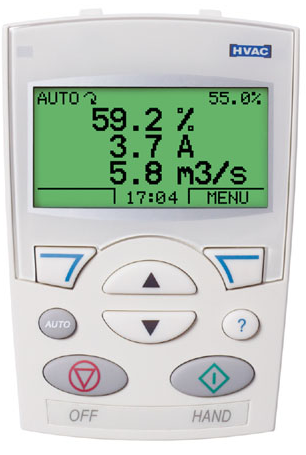 HVAC
AUTO 55.0%
59.2 %
3.7 A
5.8 m3/s
17:04 MENU
AUTO ?
OFF HAND